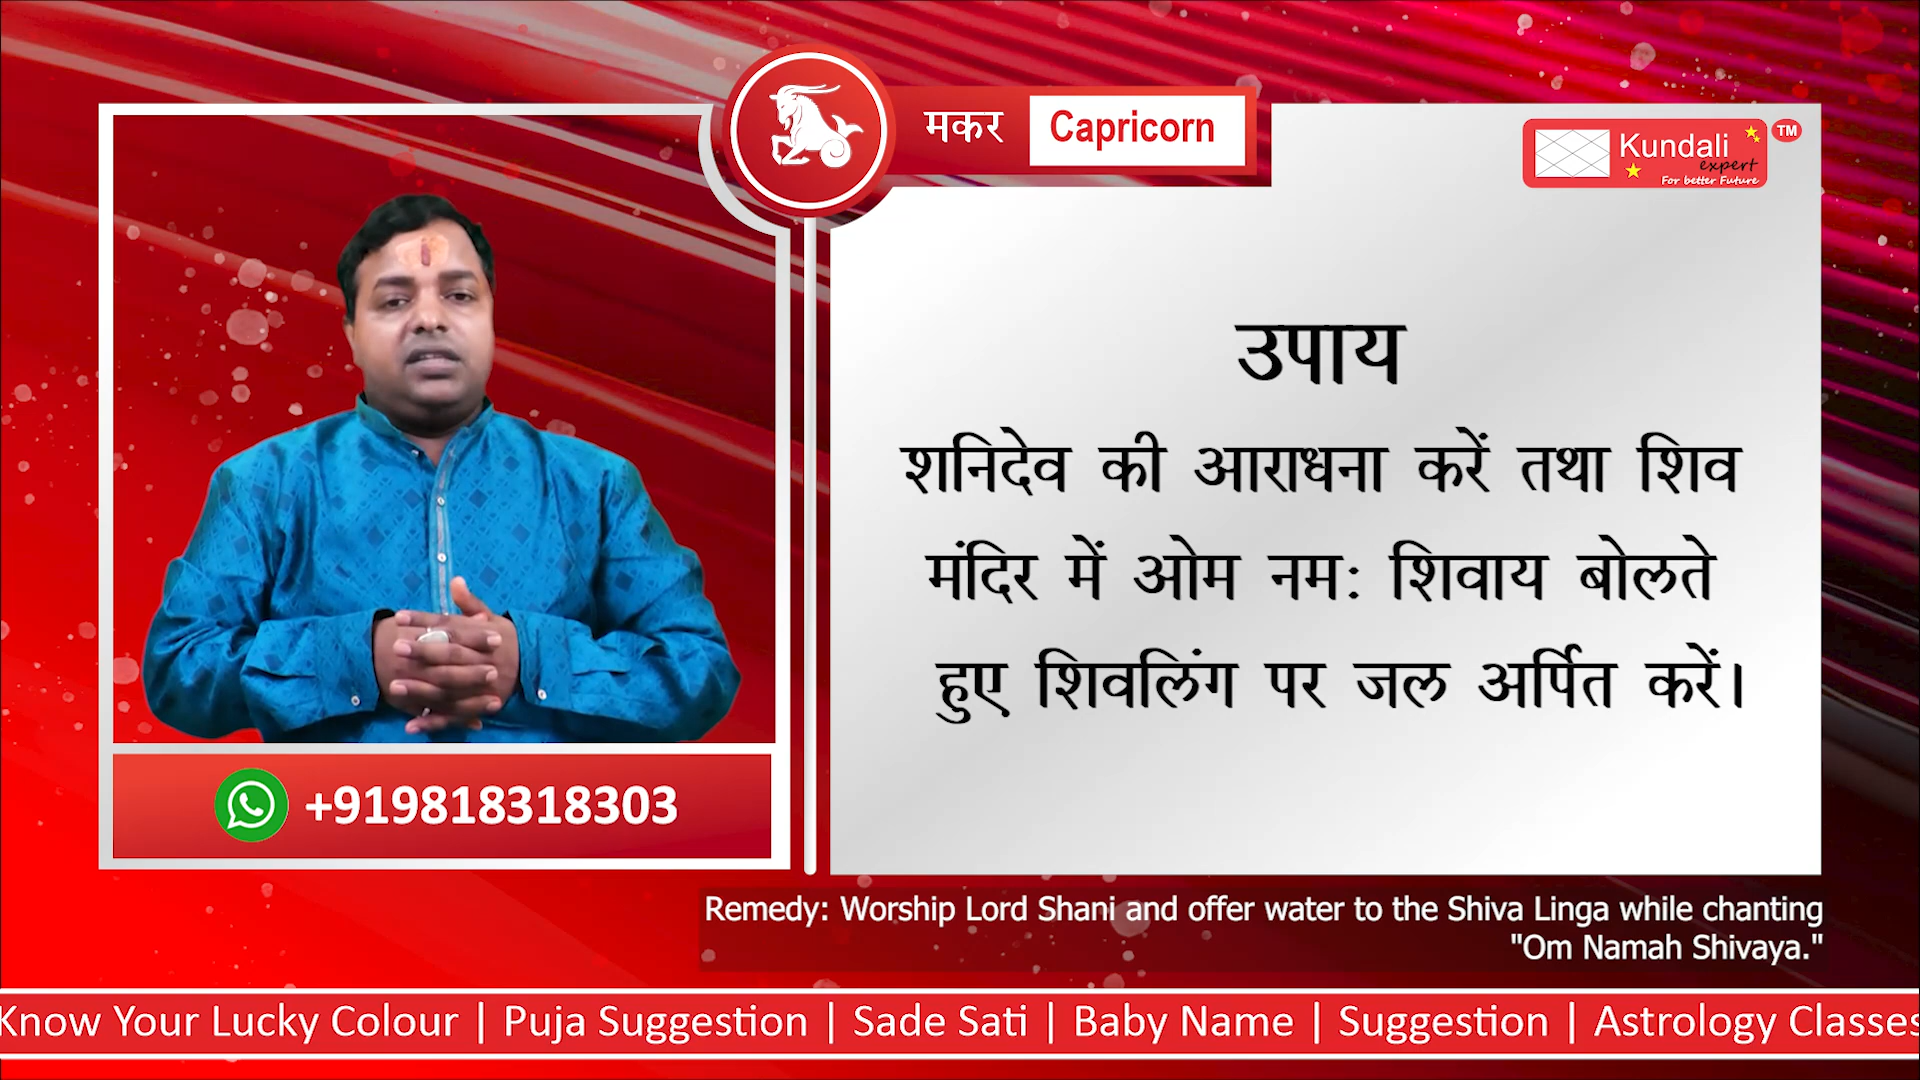 मकर
Capricorn
Kundali
expert
For better Future
TM
उपाय
शनिदेव की आराधना करें तथा शिव
मंदिर में ओम नमः शिवाय बोलते
हुए शिवलिंग पर जल अर्पित करें।
+919818318303
Remedy: Worship Lord Shani and offer water to the Shiva Linga while chanting
"Om Namah Shivaya."
Know Your Lucky Colour | Puja Suggestion | Sade Sati | Baby Name | Suggestion | Astrology Classes